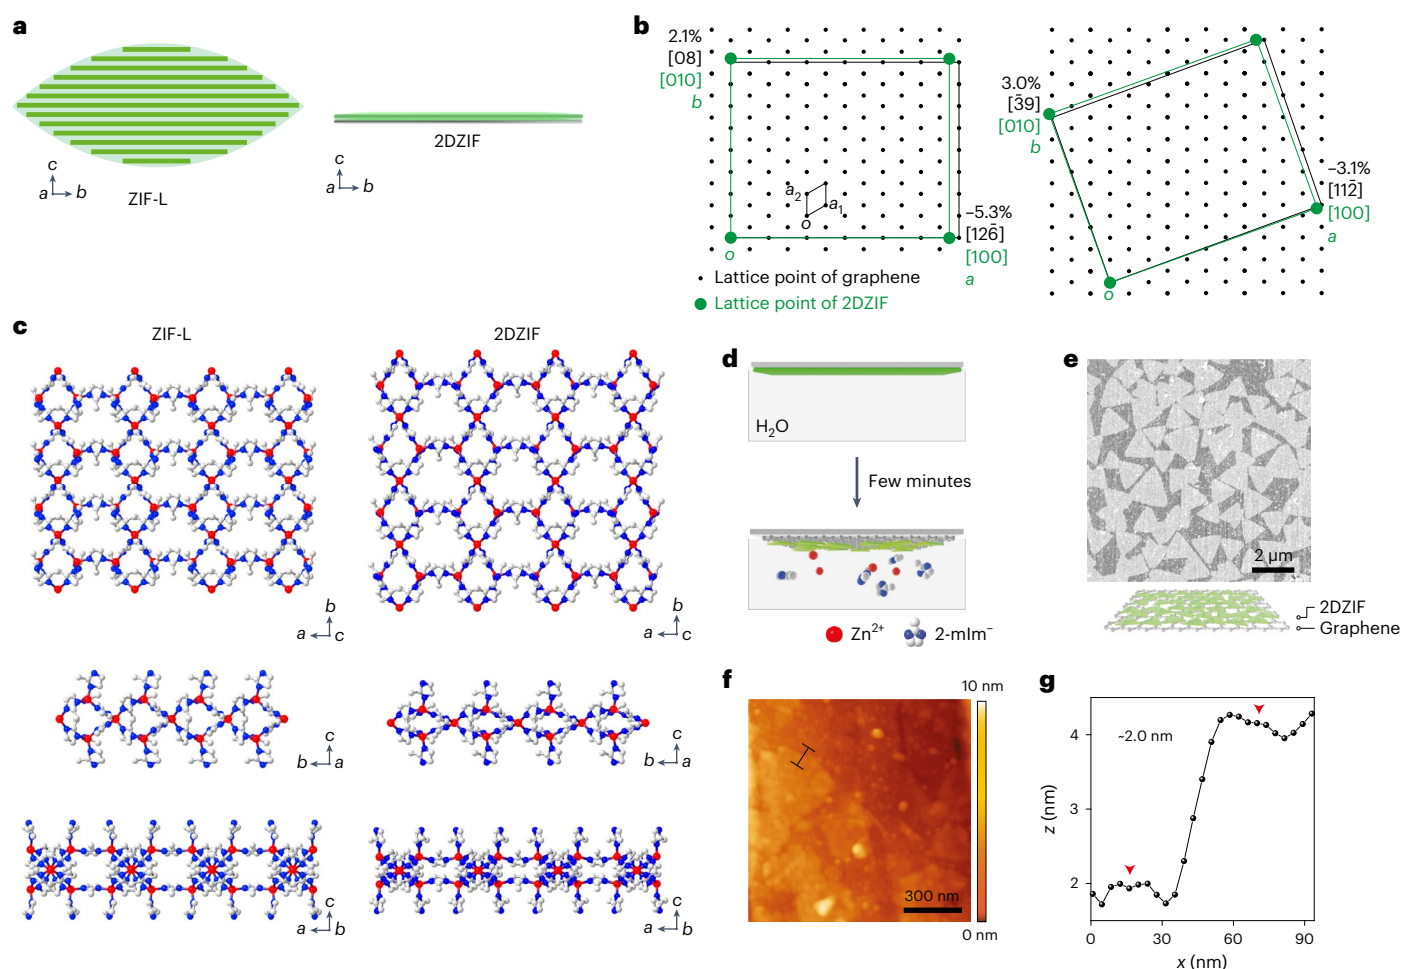 a
c
a
b
ZIF-L
c
a
b
2DZIF
b
2.1%
[08]
[010]
b
a₂
a₁
o
−5.3%
[126̄]
[100]
a
o
Lattice point of graphene
Lattice point of 2DZIF
3.0%
[3̄9]
[010]
b
−3.1%
[112̄]
[100]
a
o
c
ZIF-L
2DZIF
b
a
c
b
a
c
c
b
a
c
b
a
c
a
b
c
a
b
d
H₂O
Few minutes
Zn²⁺
2-mIm⁻
e
2 µm
2DZIF
Graphene
f
10 nm
300 nm
0 nm
g
~2.0 nm
4
3
2
z (nm)
0
30
60
90
x (nm)